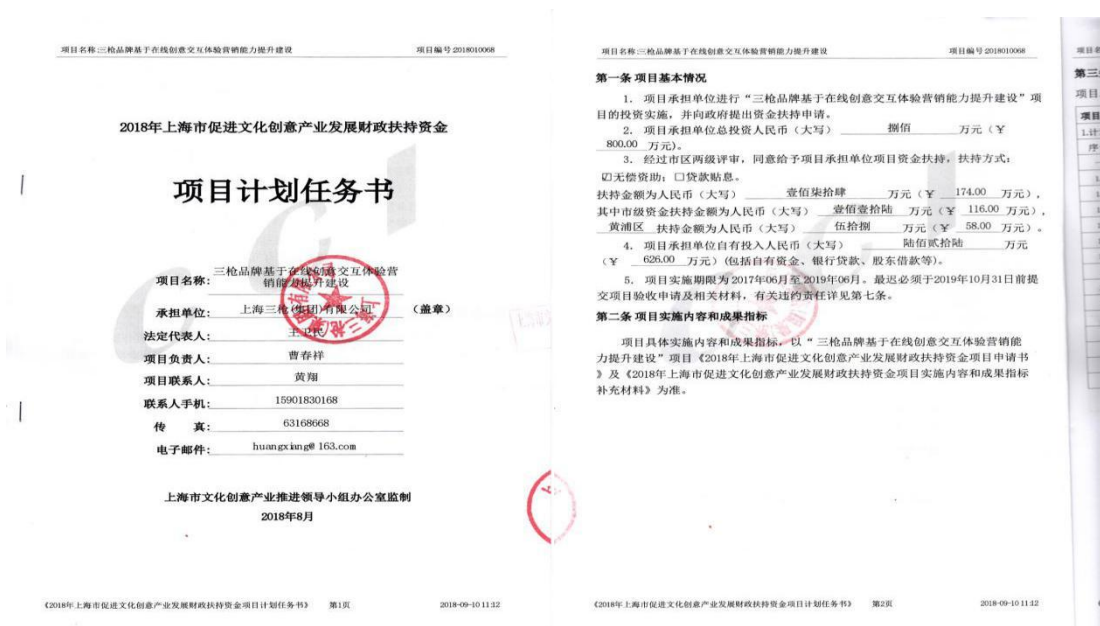 项目名称:三枪品牌基于在线创意交互体验营销能力提升建设 项目编号:2018010068
2018年上海市促进文化创意产业发展财政扶持资金
项目计划任务书
项目名称: 三枪品牌基于在线创意交互体验营
销能力提升建设
承担单位: 上海三枪(集团)有限公司 (盖章)
法定代表人: 王卫民
项目负责人: 曹春祥
项目联系人: 黄翔
联系人手机: 15901830168
传 真: 63168668
电子邮件: huangxiang@163.com
上海市文化创意产业推进领导小组办公室监制
2018年8月
《2018年上海市促进文化创意产业发展财政扶持资金项目计划任务书》 第1页 2018-09-10 11:12
项目名称:三枪品牌基于在线创意交互体验营销能力提升建设 项目编号:2018010068
第一条 项目基本情况
1. 项目承担单位进行“三枪品牌基于在线创意交互体验营销能力提升建设”项
目的投资实施，并向政府提出资金扶持申请。
2. 项目承担单位总投资人民币（大写） 捌佰 万元（￥
800.00 万元)。
3. 经过市区两级评审，同意给予项目承担单位项目资金扶持，扶持方式：
☑无偿资助；□贷款贴息。
扶持金额为人民币（大写） 壹佰柒拾肆 万元（￥ 174.00 万元），
其中市级资金扶持金额为人民币（大写） 壹佰壹拾陆 万元（￥ 116.00 万元），
黄浦区 扶持金额为人民币（大写） 伍拾捌 万元（￥ 58.00 万元）。
4. 项目承担单位自有投入人民币（大写） 陆佰贰拾陆 万元
（￥ 626.00 万元）(包括自有资金、银行贷款、股东借款等)。
5. 项目实施期限为2017年06月至2019年06月。最迟必须于2019年10月31日前提
交项目验收申请及相关材料，有关违约责任详见第七条。
第二条 项目实施内容和成果指标
项目具体实施内容和成果指标，以“ 三枪品牌基于在线创意交互体验营销能
力提升建设”项目《2018年上海市促进文化创意产业发展财政扶持资金项目申请书
》及《2018年上海市促进文化创意产业发展财政扶持资金项目实施内容和成果指标
补充材料》为准。
《2018年上海市促进文化创意产业发展财政扶持资金项目计划任务书》 第2页 2018-09-10 11:12
第三
项目
项目
1.计
序